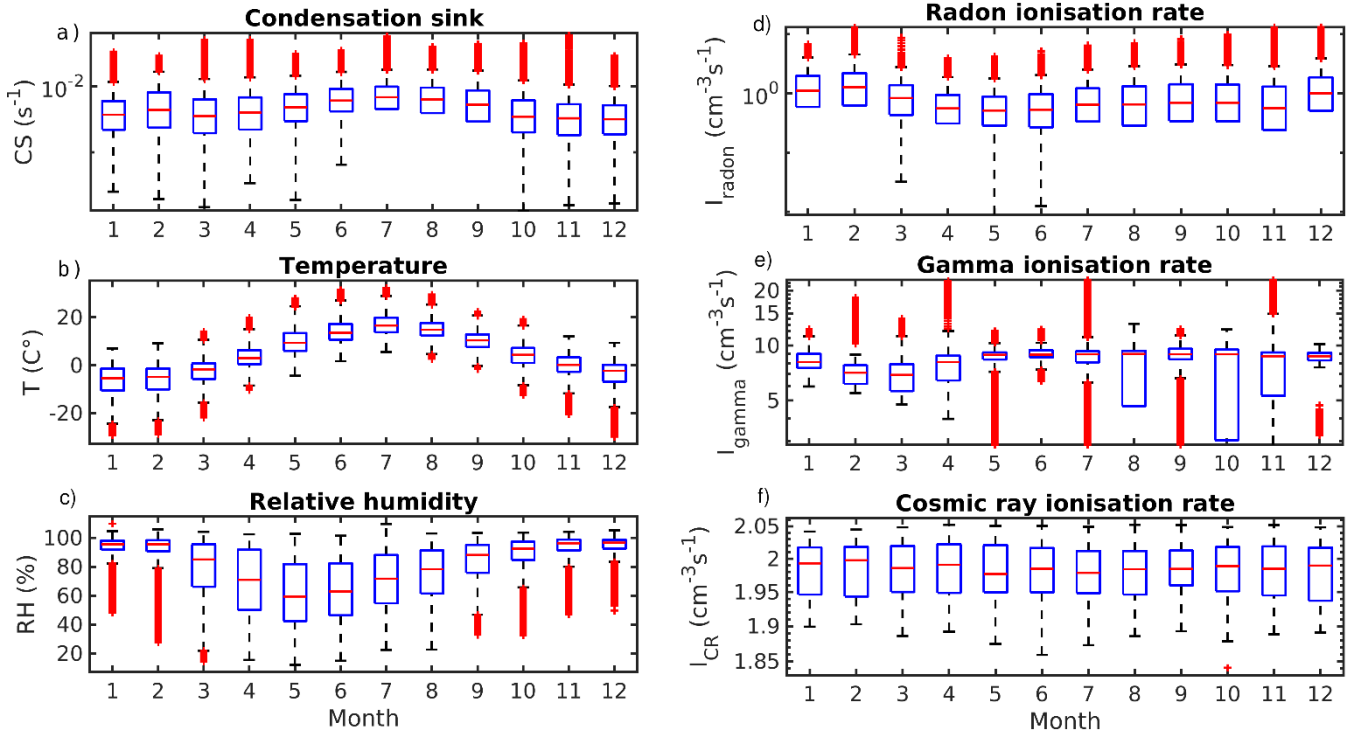 a)
Condensation sink
CS (s⁻¹)
10⁻²
1 2 3 4 5 6 7 8 9 10 11 12
b)
Temperature
T (C°)
20
0
-20
1 2 3 4 5 6 7 8 9 10 11 12
c)
Relative humidity
RH (%)
100
80
60
40
20
1 2 3 4 5 6 7 8 9 10 11 12
Month
d)
Radon ionisation rate
I_radon (cm⁻³s⁻¹)
10⁰
1 2 3 4 5 6 7 8 9 10 11 12
e)
Gamma ionisation rate
I_gamma (cm⁻³s⁻¹)
20
15
10
5
1 2 3 4 5 6 7 8 9 10 11 12
f)
Cosmic ray ionisation rate
I_CR (cm⁻³s⁻¹)
2.05
2
1.95
1.9
1.85
1 2 3 4 5 6 7 8 9 10 11 12
Month